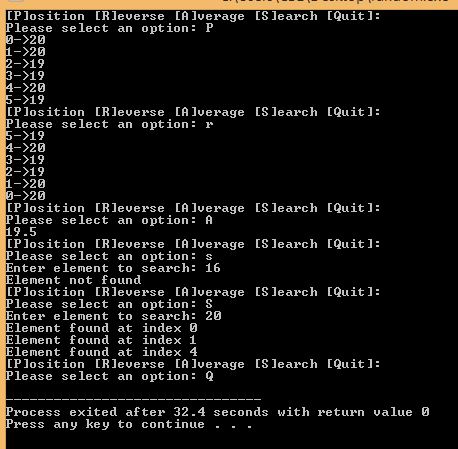 [P]osition [R]everse [A]verage [S]earch [Quit]:
Please select an option: P
0->20
1->20
2->19
3->19
4->20
5->19
[P]osition [R]everse [A]verage [S]earch [Quit]:
Please select an option: r
5->19
4->20
3->19
2->19
1->20
0->20
[P]osition [R]everse [A]verage [S]earch [Quit]:
Please select an option: A
19.5
[P]osition [R]everse [A]verage [S]earch [Quit]:
Please select an option: s
Enter element to search: 16
Element not found
[P]osition [R]everse [A]verage [S]earch [Quit]:
Please select an option: S
Enter element to search: 20
Element found at index 0
Element found at index 1
Element found at index 4
[P]osition [R]everse [A]verage [S]earch [Quit]:
Please select an option: Q
--------------------------------
Process exited after 32.4 seconds with return value 0
Press any key to continue . . .